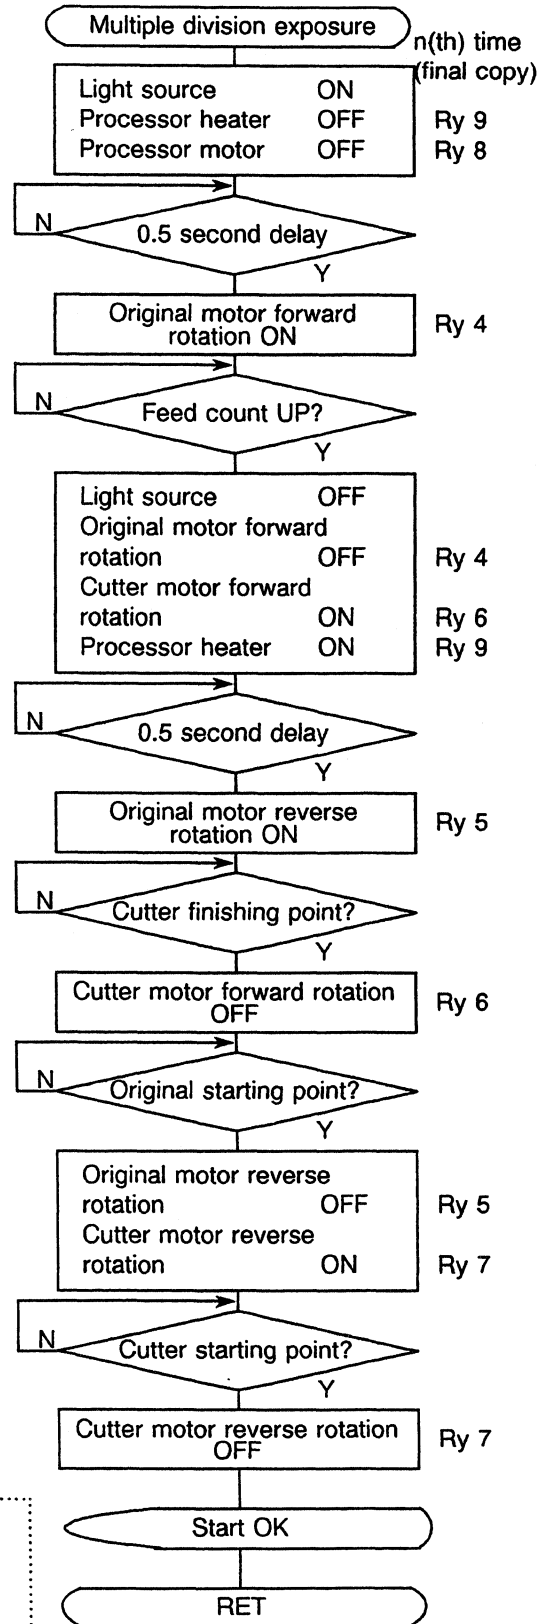 Multiple division exposure
n(th) time
(final copy)
Light source ON
Processor heater OFF Ry 9
Processor motor OFF Ry 8
N
0.5 second delay
Y
Original motor forward
rotation ON
Ry 4
N
Feed count UP?
Y
Light source OFF
Original motor forward
rotation OFF Ry 4
Cutter motor forward
rotation ON Ry 6
Processor heater ON Ry 9
N
0.5 second delay
Y
Original motor reverse
rotation ON
Ry 5
N
Cutter finishing point?
Y
Cutter motor forward rotation
OFF
Ry 6
N
Original starting point?
Y
Original motor reverse
rotation OFF Ry 5
Cutter motor reverse
rotation ON Ry 7
N
Cutter starting point?
Y
Cutter motor reverse rotation
OFF
Ry 7
Start OK
RET